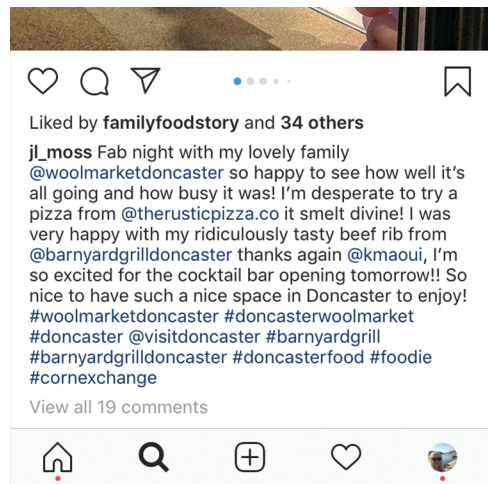 Liked by familyfoodstory and 34 others
jl_moss Fab night with my lovely family
@woolmarketdoncaster so happy to see how well it's
all going and how busy it was! I'm desperate to try a
pizza from @therusticpizza.co it smelt divine! I was
very happy with my ridiculously tasty beef rib from
@barnyardgrilldoncaster thanks again @kmaoui, I'm
so excited for the cocktail bar opening tomorrow!! So
nice to have such a nice space in Doncaster to enjoy!
#woolmarketdoncaster #doncasterwoolmarket
#doncaster @visitdoncaster #barnyardgrill
#barnyardgrilldoncaster #doncasterfood #foodie
#cornexchange
View all 19 comments